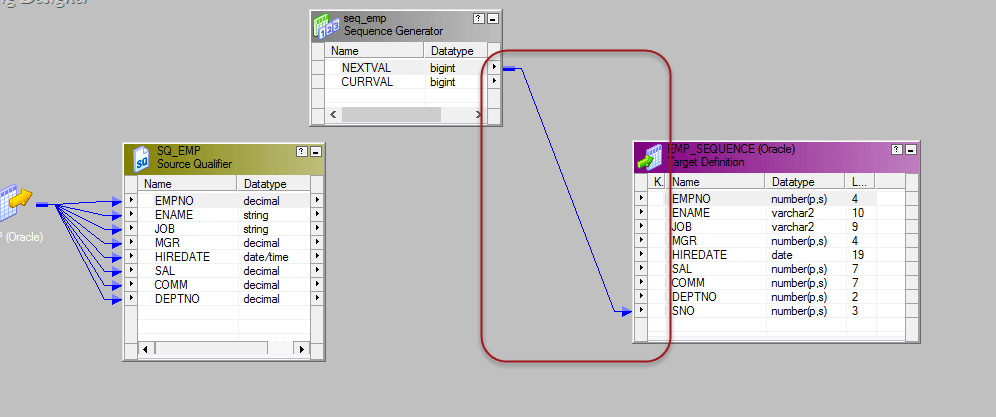 Designer
seq_emp
Sequence Generator
Name Datatype
NEXTVAL bigint
CURRVAL bigint
SQ_EMP
Source Qualifier
Name Datatype
EMPNO decimal
ENAME string
JOB string
MGR decimal
HIREDATE date/time
SAL decimal
COMM decimal
DEPTNO decimal
(Oracle)
EMP_SEQUENCE (Oracle)
Target Definition
K. Name Datatype L...
EMPNO number(p,s) 4
ENAME varchar2 10
JOB varchar2 9
MGR number(p,s) 4
HIREDATE date 19
SAL number(p,s) 7
COMM number(p,s) 7
DEPTNO number(p,s) 2
SNO number(p,s) 3